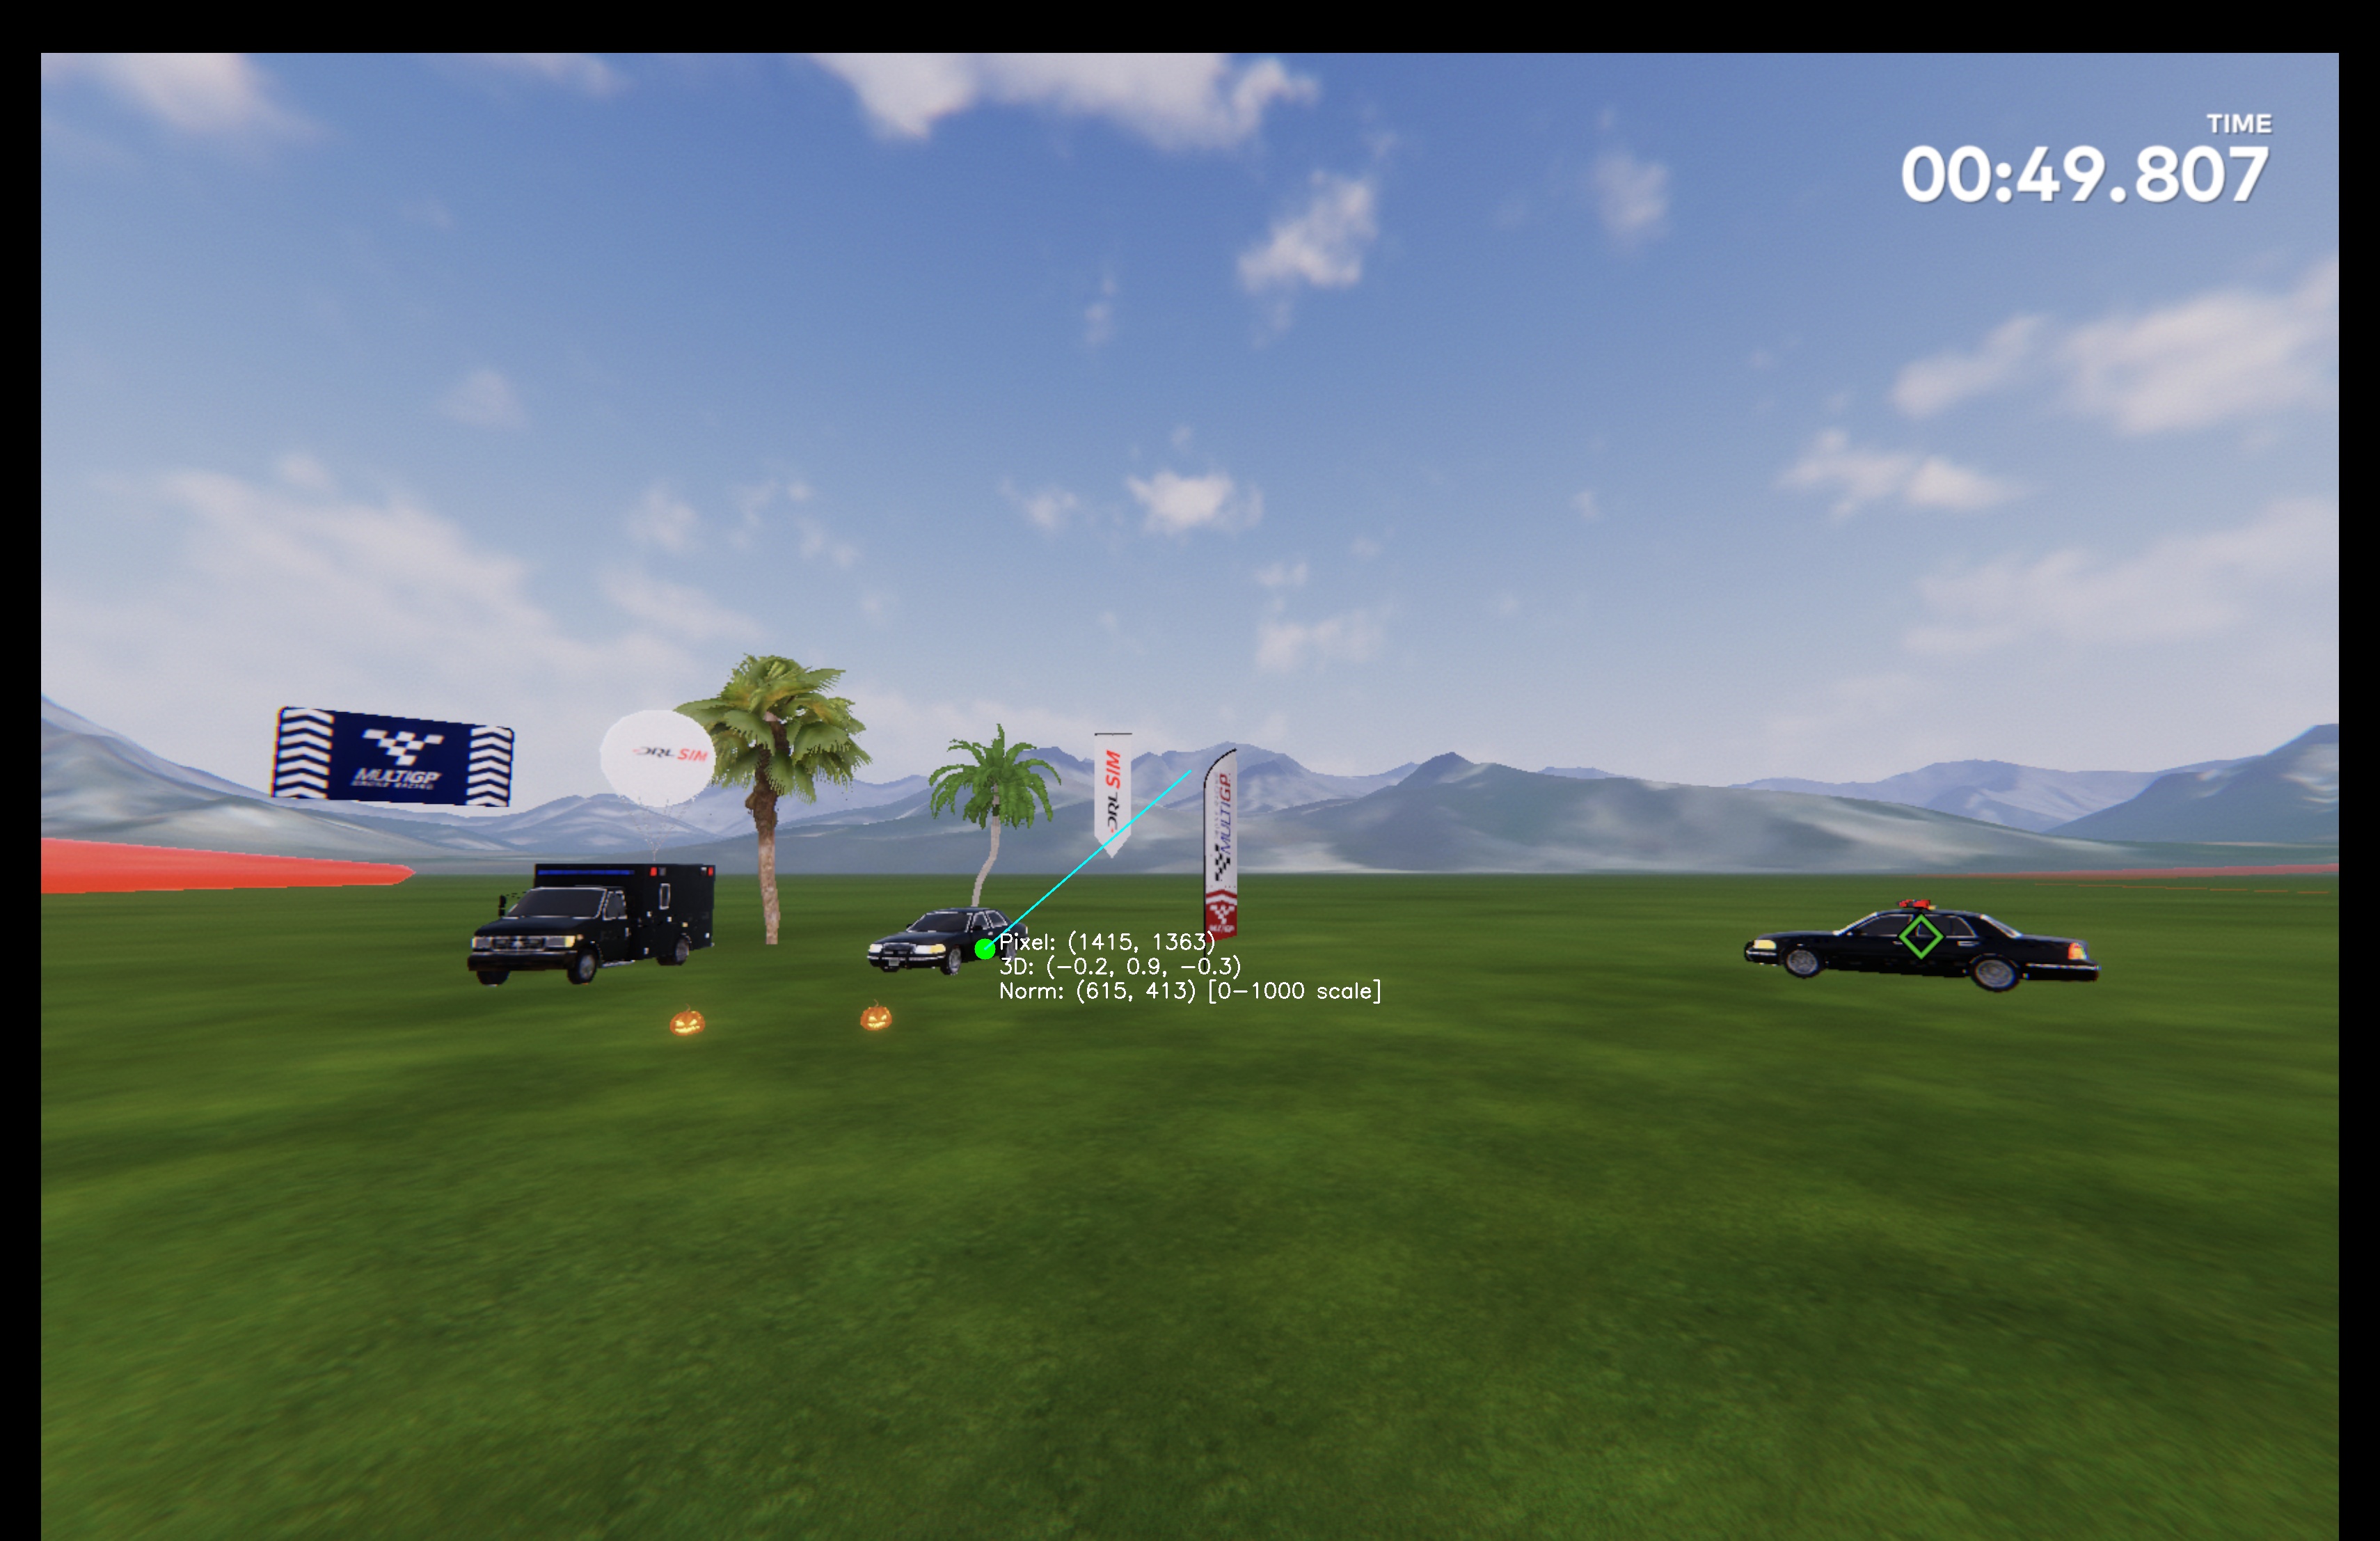 TIME
00:49.807
MULTIGP
DRL SIM
DRL SIM
MULTIGP
Pixel: (1415, 1363)
3D: (-0.2, 0.9, -0.3)
Norm: (615, 413) [0-1000 scale]